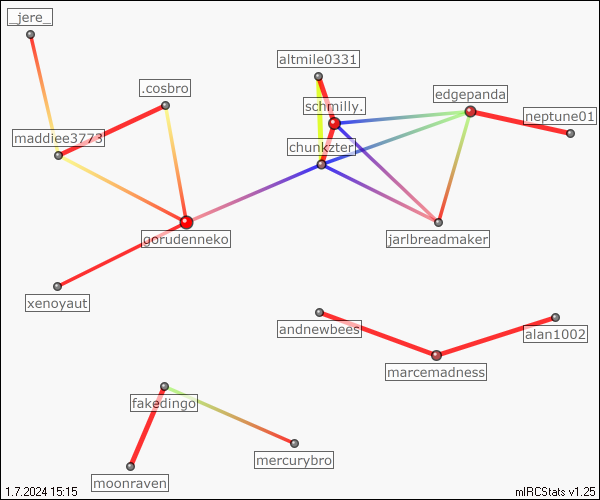 _jere_
altmile0331
.cosbro
edgepanda
schmilly.
neptune01
maddiee3773
chunkzter
gorudenneko
jarlbreadmaker
xenoyaut
andnewbees
alan1002
marcemadness
fakedingo
mercurybro
moonraven
1.7.2024 15:15
mIRCStats v1.25